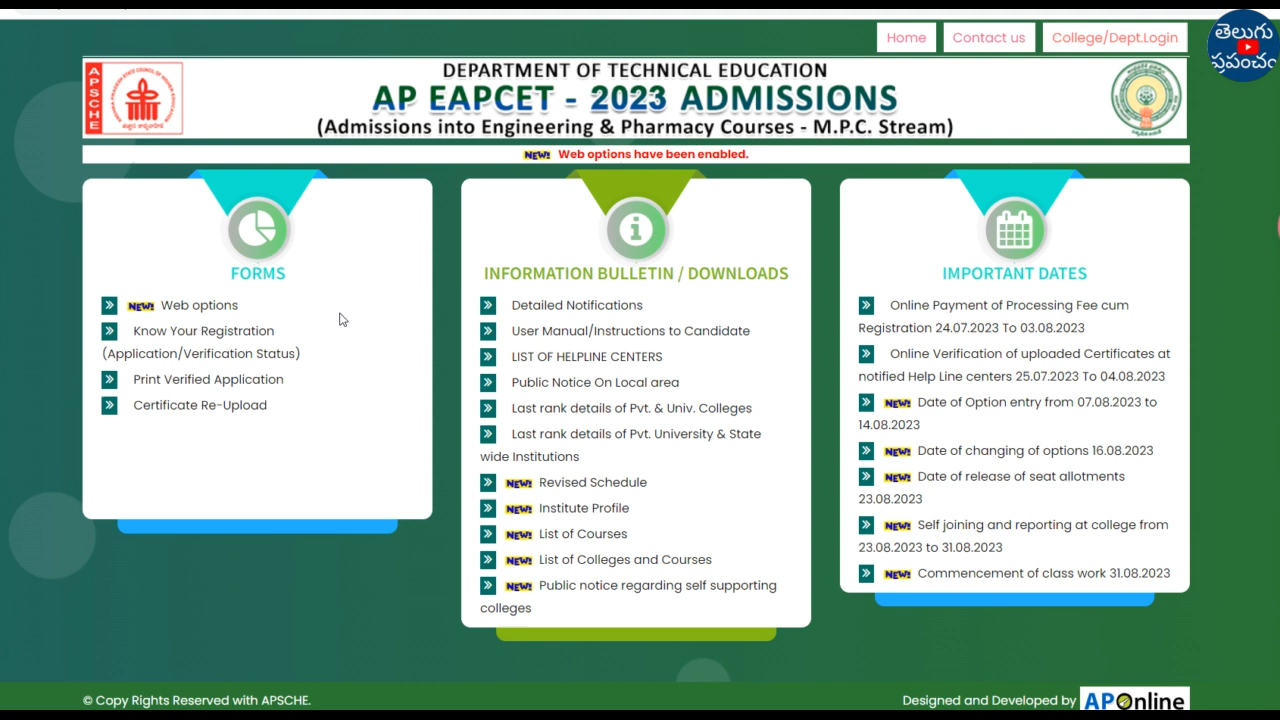 Home
Contact us
College/Dept.Login
తెలుగు
ప్రపంచం
APSCHE
DEPARTMENT OF TECHNICAL EDUCATION
AP EAPCET - 2023 ADMISSIONS
(Admissions into Engineering & Pharmacy Courses - M.P.C. Stream)
NEW! Web options have been enabled.
FORMS
NEW! Web options
Know Your Registration
(Application/Verification Status)
Print Verified Application
Certificate Re-Upload
INFORMATION BULLETIN / DOWNLOADS
Detailed Notifications
User Manual/Instructions to Candidate
LIST OF HELPLINE CENTERS
Public Notice On Local area
Last rank details of Pvt. & Univ. Colleges
Last rank details of Pvt. University & State
wide Institutions
NEW! Revised Schedule
NEW! Institute Profile
NEW! List of Courses
NEW! List of Colleges and Courses
NEW! Public notice regarding self supporting
colleges
IMPORTANT DATES
Online Payment of Processing Fee cum
Registration 24.07.2023 To 03.08.2023
Online Verification of uploaded Certificates at
notified Help Line centers 25.07.2023 To 04.08.2023
NEW! Date of Option entry from 07.08.2023 to
14.08.2023
NEW! Date of changing of options 16.08.2023
NEW! Date of release of seat allotments
23.08.2023
NEW! Self joining and reporting at college from
23.08.2023 to 31.08.2023
NEW! Commencement of class work 31.08.2023
© Copy Rights Reserved with APSCHE.
Designed and Developed by APOnline